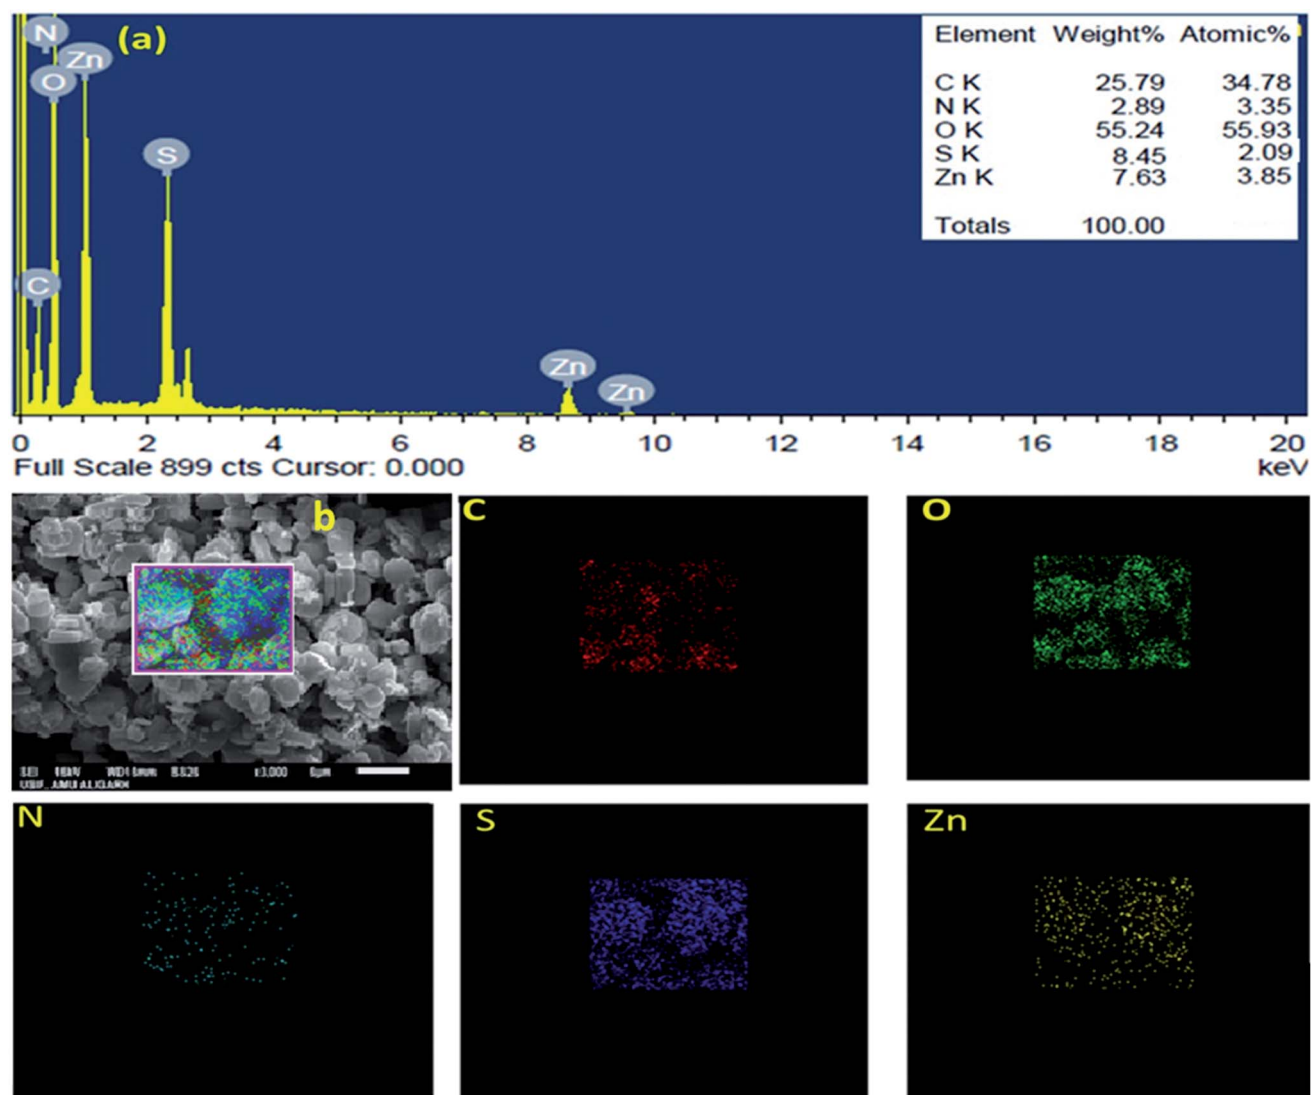 N
(a)
Zn
O
S
C
Zn
Zn
Element Weight% Atomic%
C K 25.79 34.78
N K 2.89 3.35
O K 55.24 55.93
S K 8.45 2.09
Zn K 7.63 3.85
Totals 100.00
0 2 4 6 8 10 12 14 16 18 20
Full Scale 899 cts Cursor: 0.000 keV
b
C
O
SEI
N
S
Zn